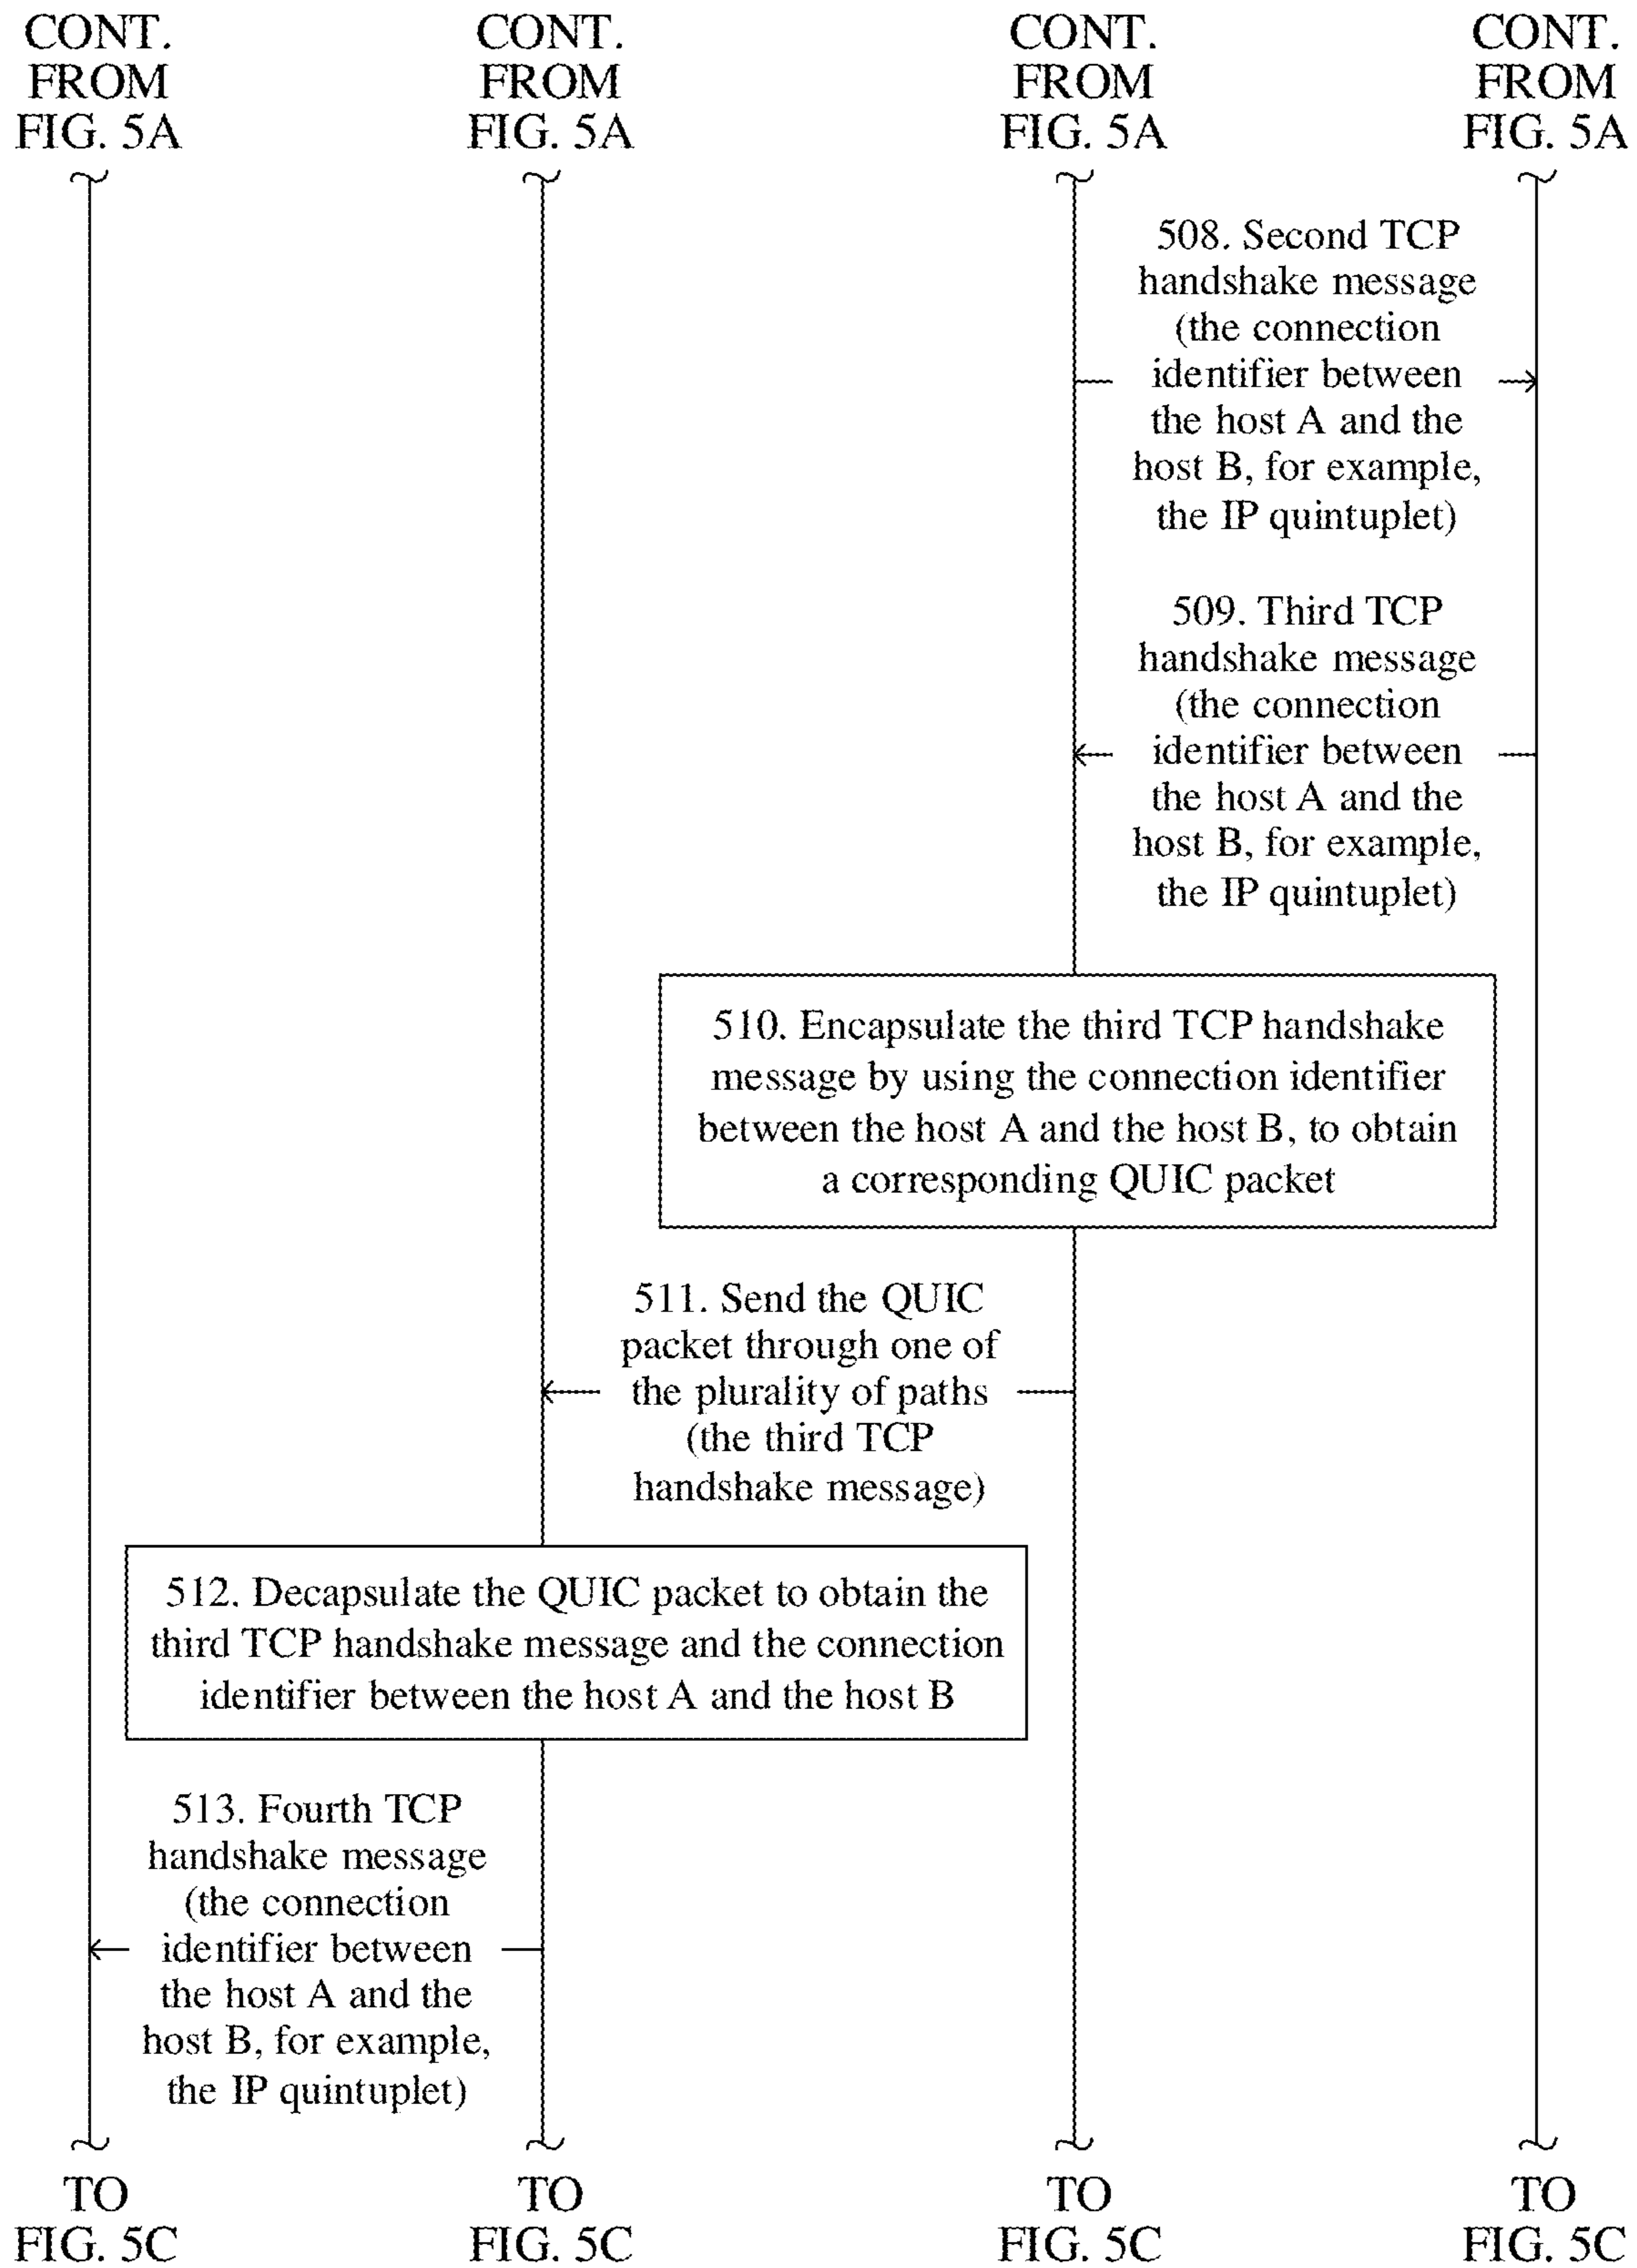 CONT.
FROM
FIG. 5A
CONT.
FROM
FIG. 5A
CONT.
FROM
FIG. 5A
CONT.
FROM
FIG. 5A
508. Second TCP
handshake message
(the connection
identifier between
the host A and the
host B, for example,
the IP quintuplet)
509. Third TCP
handshake message
(the connection
identifier between
the host A and the
host B, for example,
the IP quintuplet)
510. Encapsulate the third TCP handshake
message by using the connection identifier
between the host A and the host B, to obtain
a corresponding QUIC packet
511. Send the QUIC
packet through one of
the plurality of paths
(the third TCP
handshake message)
512. Decapsulate the QUIC packet to obtain the
third TCP handshake message and the connection
identifier between the host A and the host B
513. Fourth TCP
handshake message
(the connection
identifier between
the host A and the
host B, for example,
the IP quintuplet)
TO
FIG. 5C
TO
FIG. 5C
TO
FIG. 5C
TO
FIG. 5C